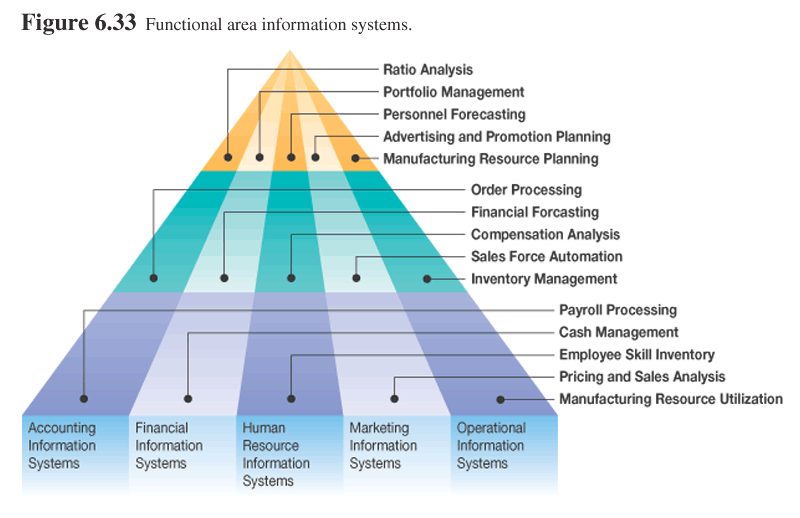 Figure 6.33 Functional area information systems.
Ratio Analysis
Portfolio Management
Personnel Forecasting
Advertising and Promotion Planning
Manufacturing Resource Planning
Order Processing
Financial Forcasting
Compensation Analysis
Sales Force Automation
Inventory Management
Payroll Processing
Cash Management
Employee Skill Inventory
Pricing and Sales Analysis
Manufacturing Resource Utilization
Accounting
Information
Systems
Financial
Information
Systems
Human
Resource
Information
Systems
Marketing
Information
Systems
Operational
Information
Systems